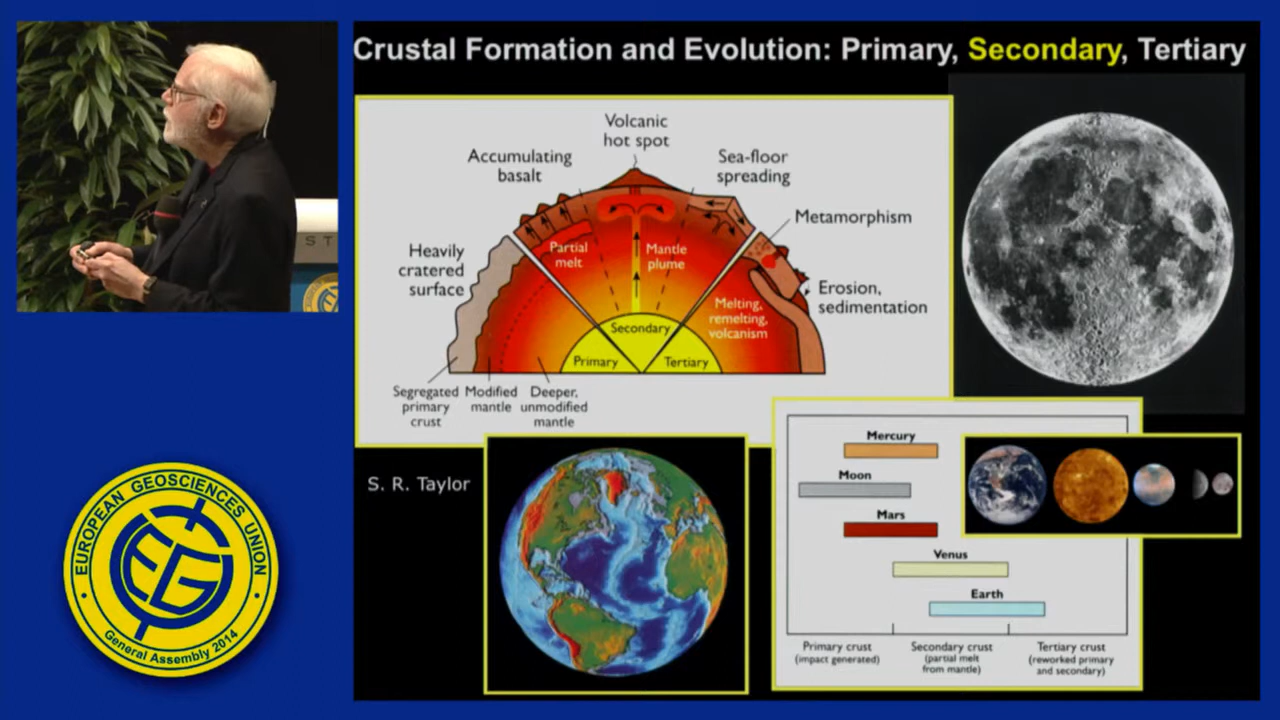 Crustal Formation and Evolution: Primary, Secondary, Tertiary
Volcanic
hot spot
Accumulating
basalt
Sea-floor
spreading
Metamorphism
Heavily
cratered
surface
Partial
melt
Mantle
plume
Erosion,
sedimentation
Melting,
remelting,
volcanism
Secondary
Primary
Tertiary
Segregated
primary
crust
Modified
mantle
Deeper,
unmodified
mantle
S. R. Taylor
Mercury
Moon
Mars
Venus
Earth
Primary crust
(impact generated)
Secondary crust
(partial melt
from mantle)
Tertiary crust
(reworked primary
and secondary)
EUROPEAN GEOSCIENCES UNION
EGU
General Assembly 2014
S T